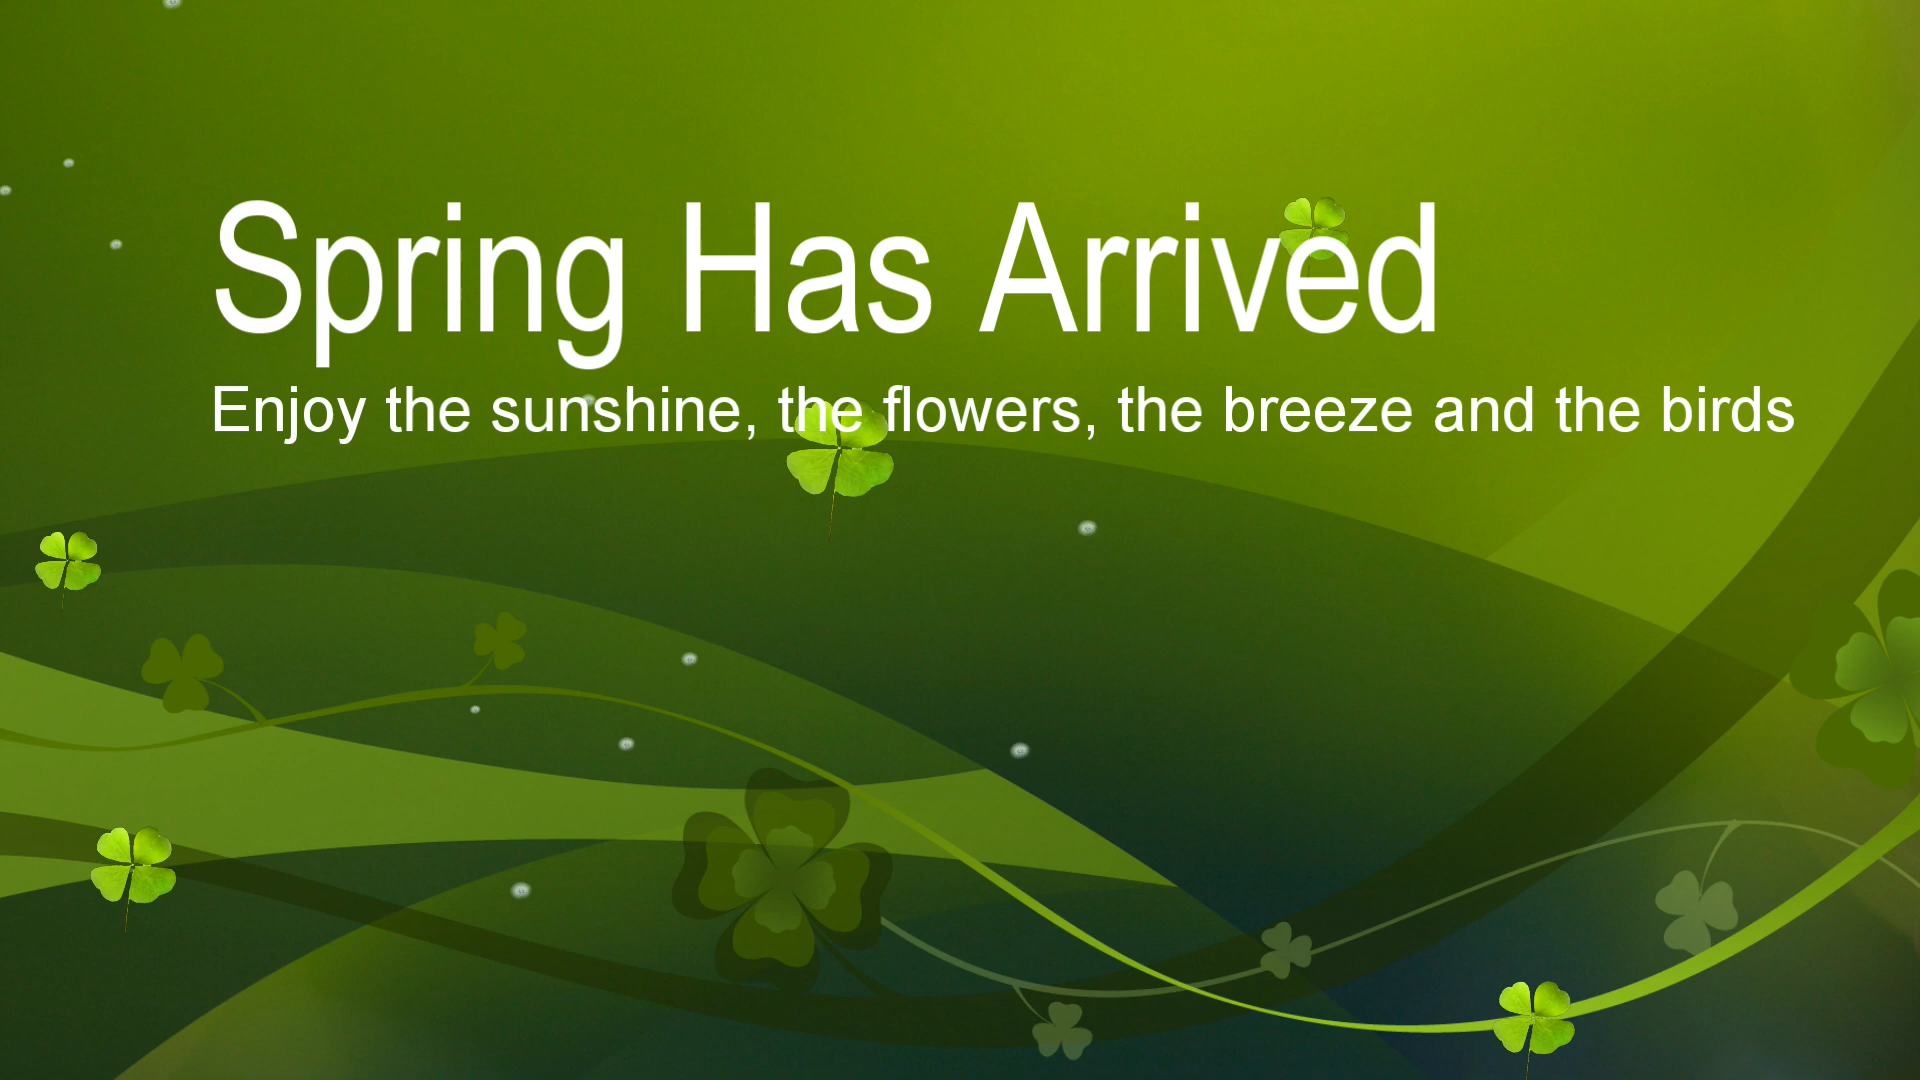 Spring Has Arrived
Enjoy the sunshine, the flowers, the breeze and the birds